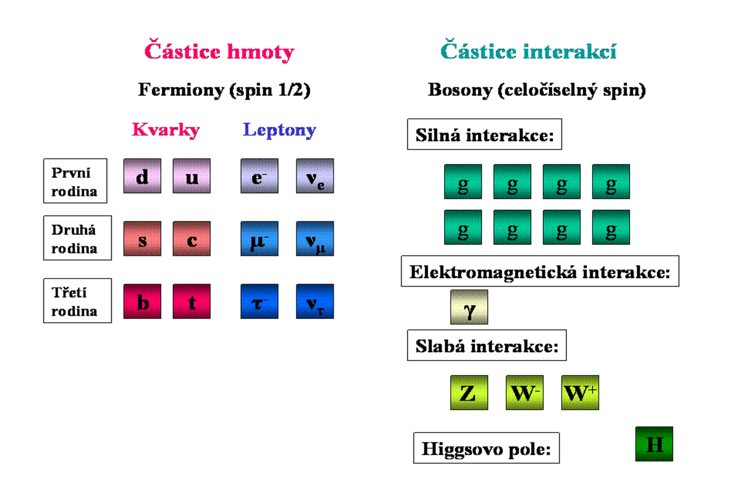 Částice hmoty
Fermiony (spin 1/2)
Kvarky Leptony
První
rodina
d u e⁻ νₑ
Druhá
rodina
s c μ⁻ ν_μ
Třetí
rodina
b t τ⁻ ν_τ
Částice interakcí
Bosony (celočíselný spin)
Silná interakce:
g g g g
g g g g
Elektromagnetická interakce:
γ
Slabá interakce:
Z W⁻ W⁺
Higgsovo pole: H